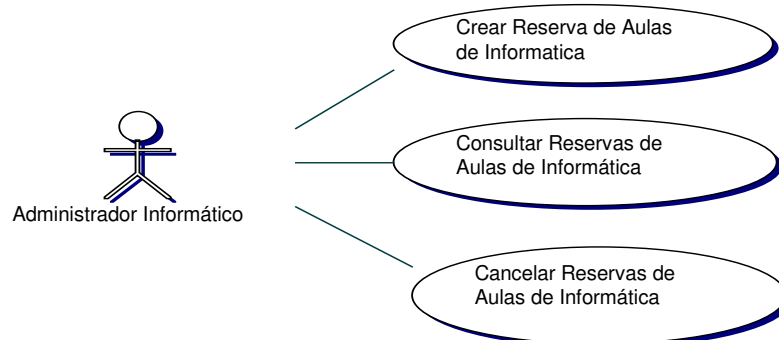 Crear Reserva de Aulas
de Informatica
Consultar Reservas de
Aulas de Informática
Administrador Informático
Cancelar Reservas de
Aulas de Informática